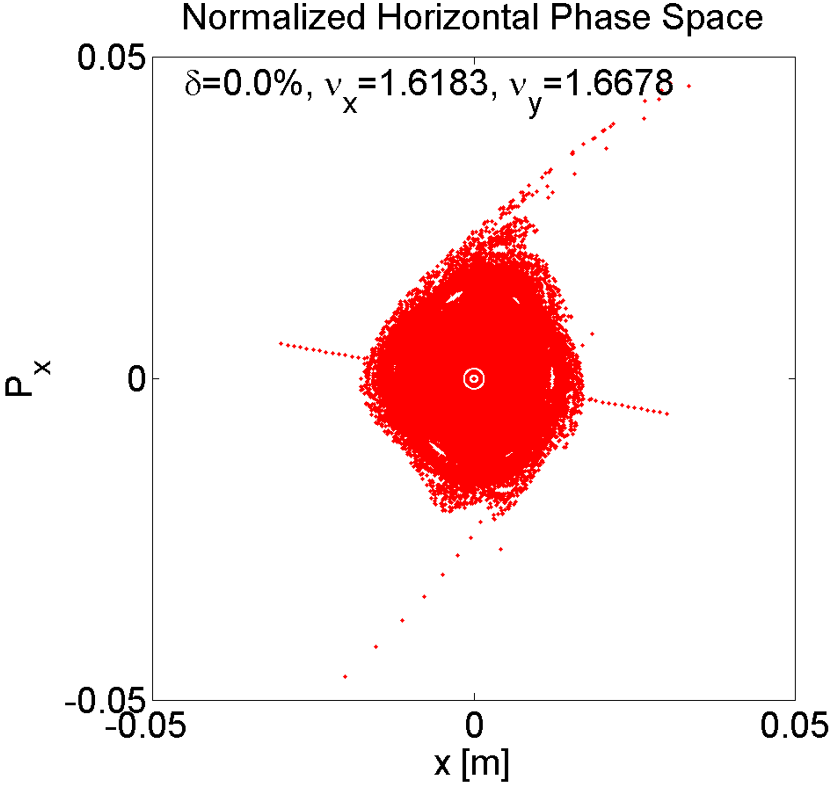 Normalized Horizontal Phase Space
0.05
δ=0.0%, νx=1.6183, νy=1.6678
Px
0
-0.05
-0.05
0
0.05
x [m]